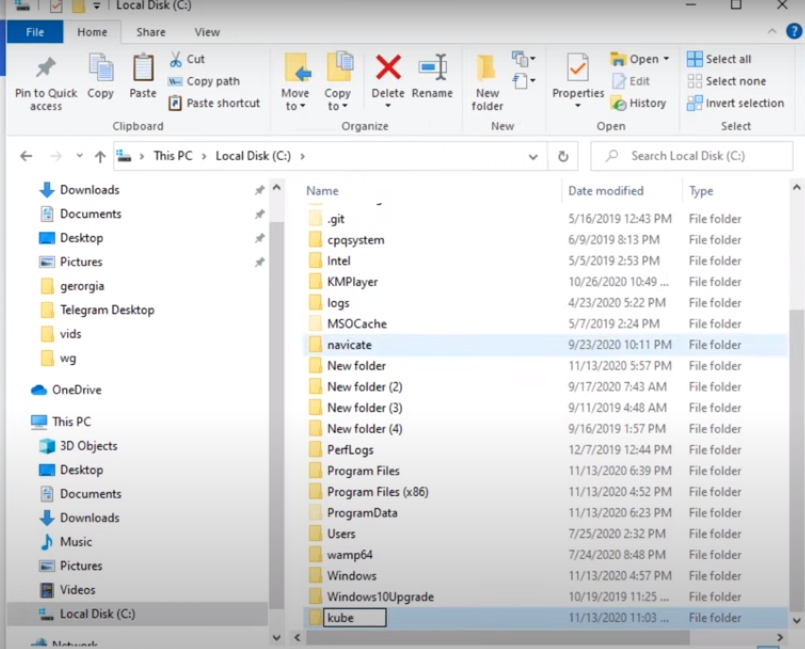 Local Disk (C:)
File Home Share View
Pin to Quick access
Copy
Paste
Cut
Copy path
Paste shortcut
Clipboard
Move to
Copy to
Delete
Rename
Organize
New folder
New
Properties
Open
Edit
History
Open
Select all
Select none
Invert selection
Select
This PC > Local Disk (C:) >
Search Local Disk (C:)
Downloads
Documents
Desktop
Pictures
gerorgia
Telegram Desktop
vids
wg
OneDrive
This PC
3D Objects
Desktop
Documents
Downloads
Music
Pictures
Videos
Local Disk (C:)
Network
Name Date modified Type
.git 5/16/2019 12:43 PM File folder
cpqsystem 6/9/2019 8:13 PM File folder
Intel 5/5/2019 2:53 PM File folder
KMPlayer 10/26/2020 10:49 ... File folder
logs 4/23/2020 5:22 PM File folder
MSOCache 5/7/2019 2:24 PM File folder
navicate 9/23/2020 10:11 PM File folder
New folder 11/13/2020 5:57 PM File folder
New folder (2) 9/17/2020 7:43 AM File folder
New folder (3) 9/11/2019 4:48 AM File folder
New folder (4) 9/16/2019 1:57 PM File folder
PerfLogs 12/7/2019 12:44 PM File folder
Program Files 11/13/2020 6:39 PM File folder
Program Files (x86) 11/13/2020 4:52 PM File folder
ProgramData 11/13/2020 6:23 PM File folder
Users 7/25/2020 2:32 PM File folder
wamp64 7/24/2020 8:48 PM File folder
Windows 11/13/2020 4:57 PM File folder
Windows10Upgrade 10/19/2019 11:25 ... File folder
kube 11/13/2020 11:03 ... File folder